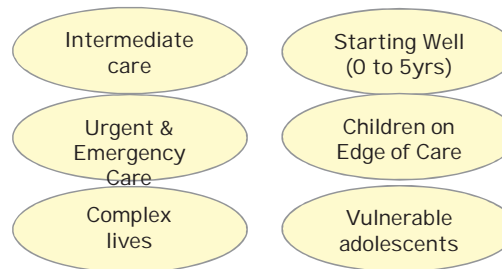 Intermediate
care
Starting Well
(0 to 5yrs)
Urgent &
Emergency
Care
Children on
Edge of Care
Complex
lives
Vulnerable
adolescents